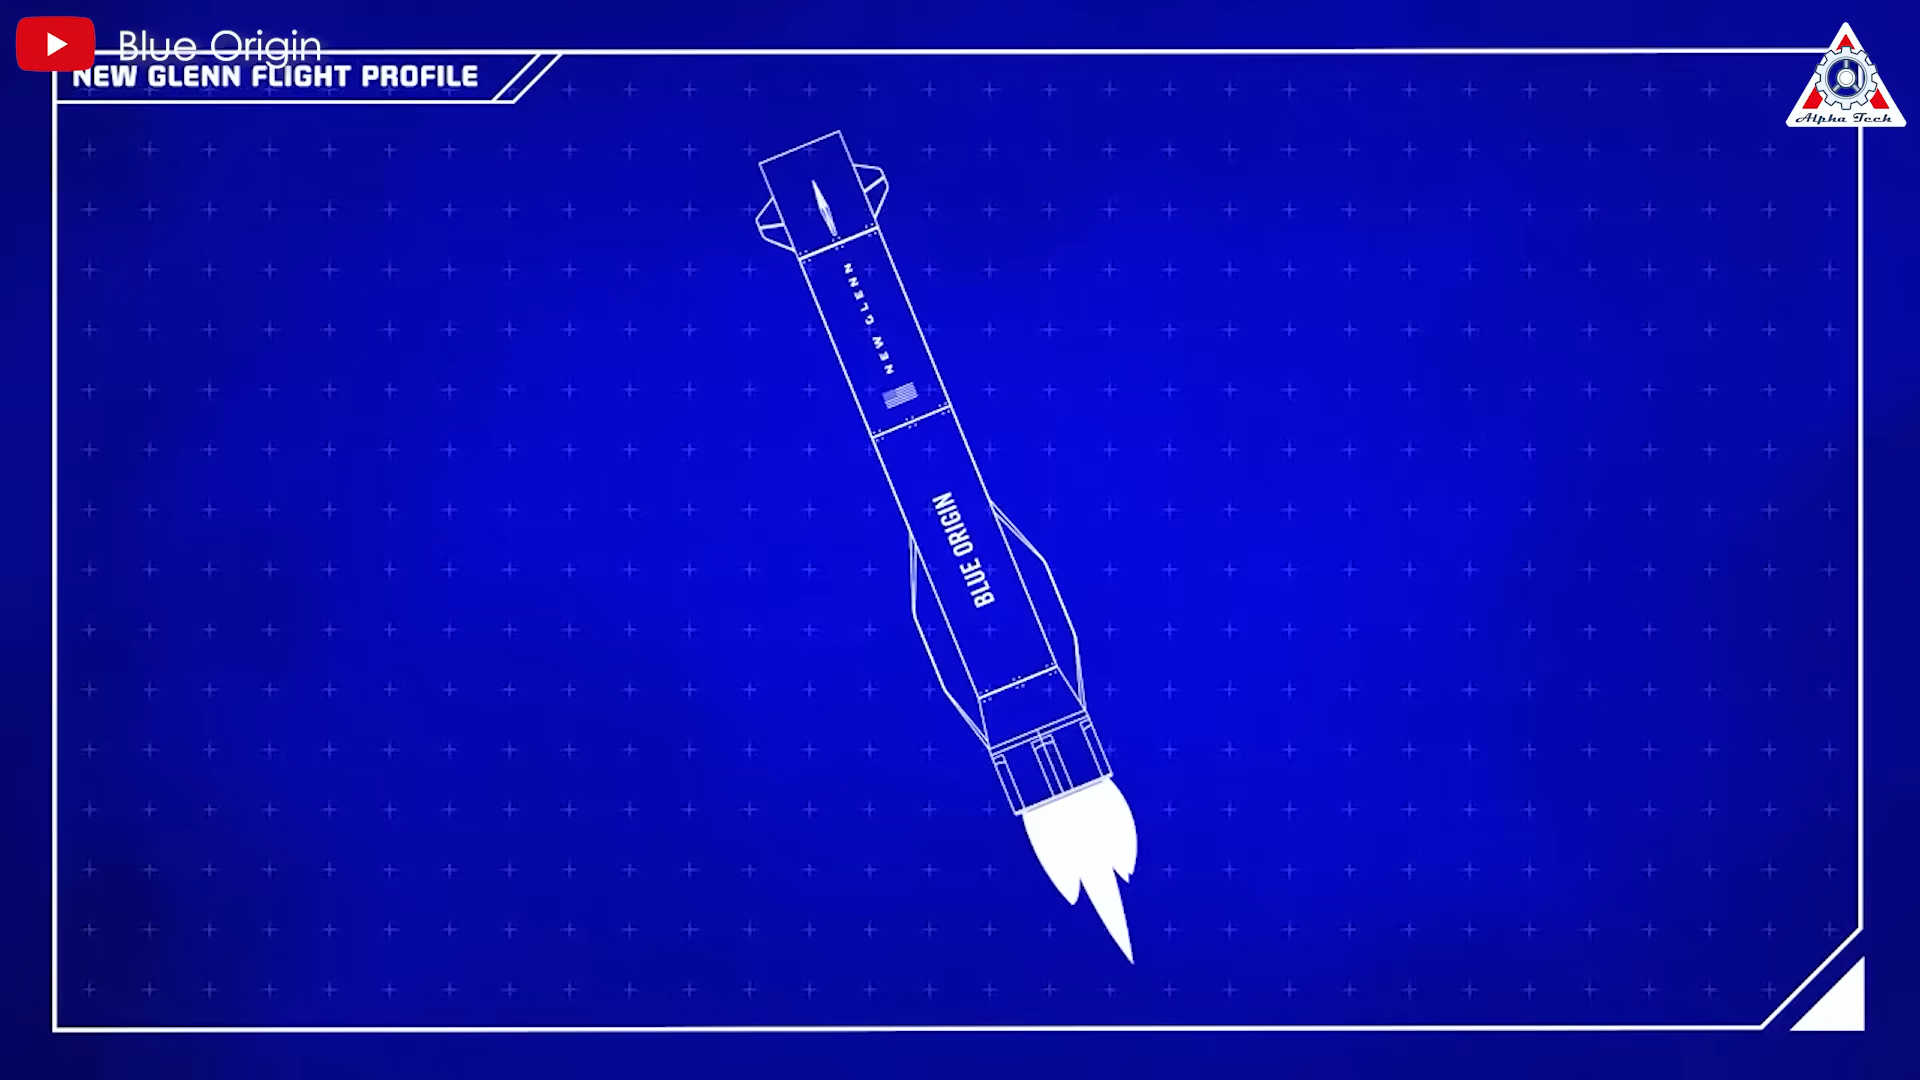 Blue Origin
NEW GLENN FLIGHT PROFILE
Alpha Tech
NEW GLENN
BLUE ORIGIN